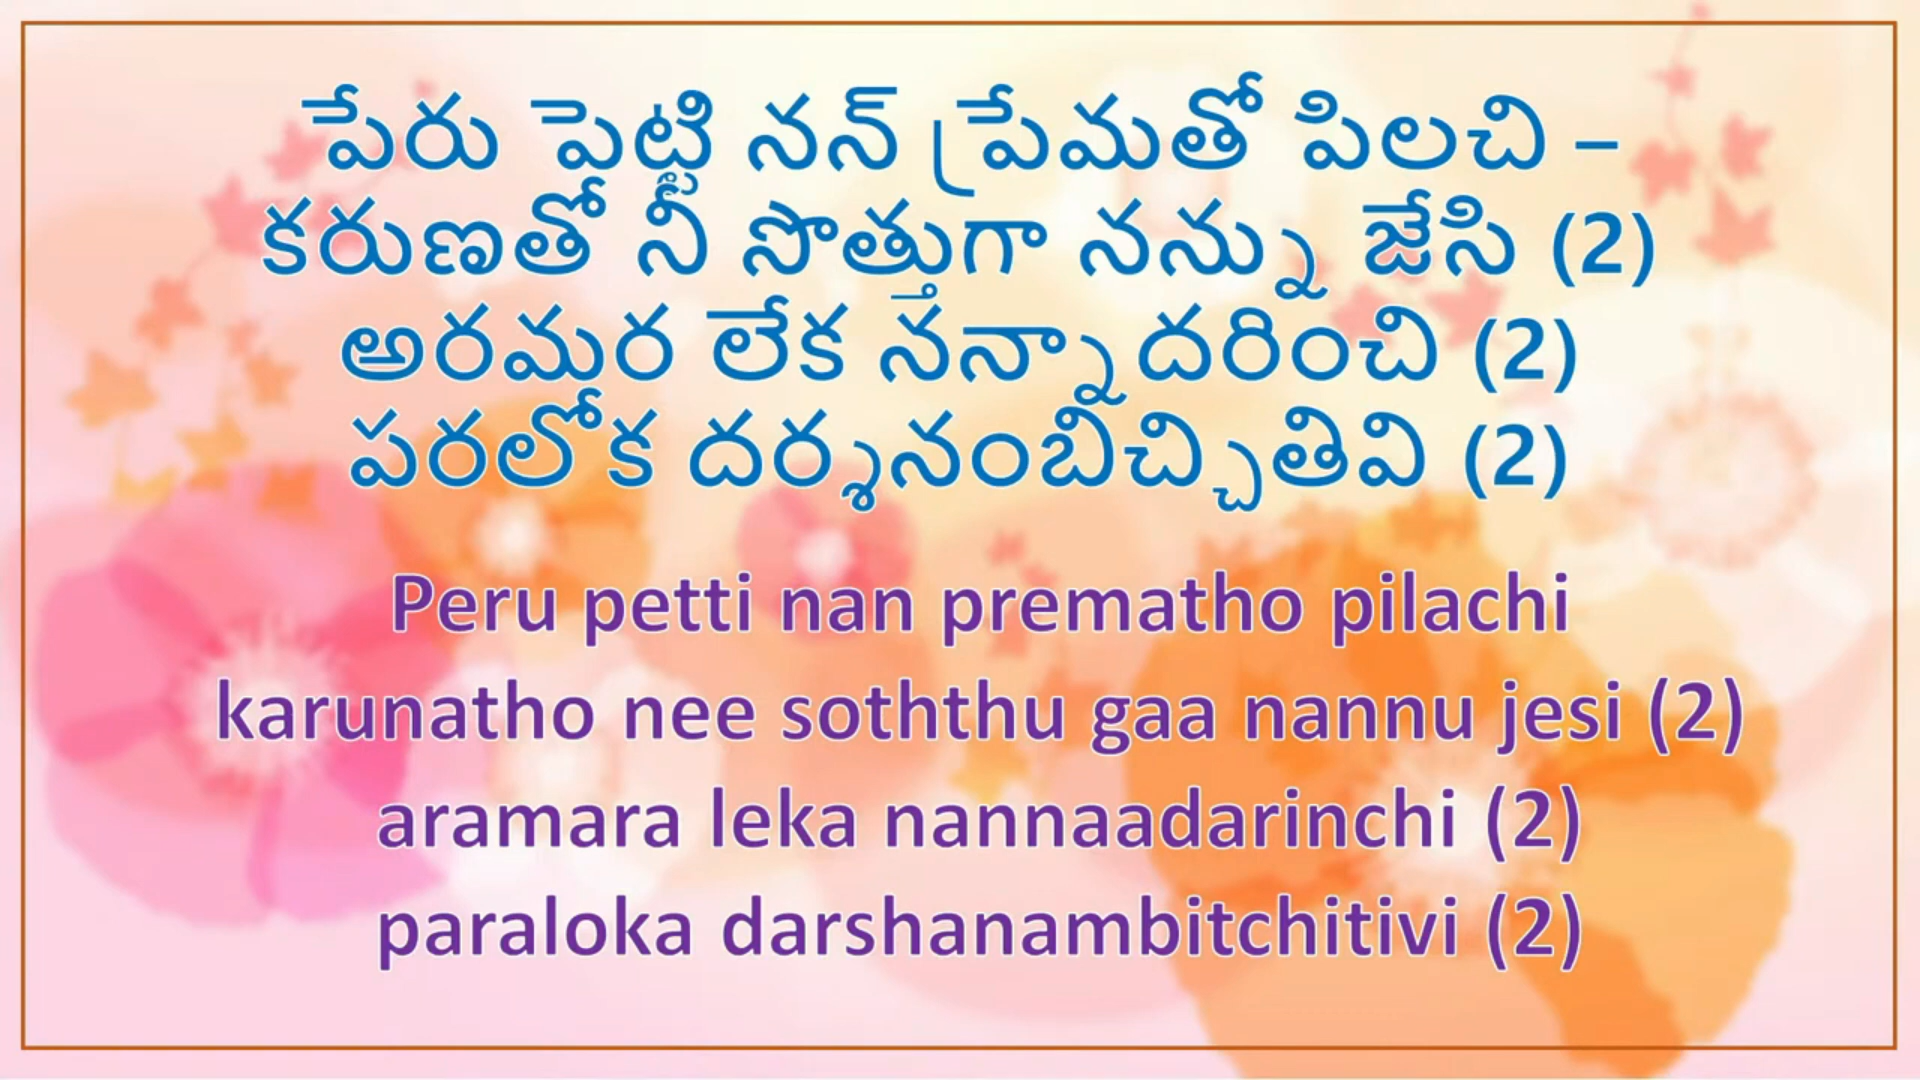 పేరు పెట్టి నన్ ప్రేమతో పిలచి –
కరుణతో నీ సొత్తుగా నన్ను జేసి (2)
అరమర లేక నన్నాదరించి (2)
పరలోక దర్శనంబిచ్చితివి (2)
Peru petti nan prematho pilachi
karunatho nee soththu gaa nannu jesi (2)
aramara leka nannaadarinchi (2)
paraloka darshanambitchitivi (2)